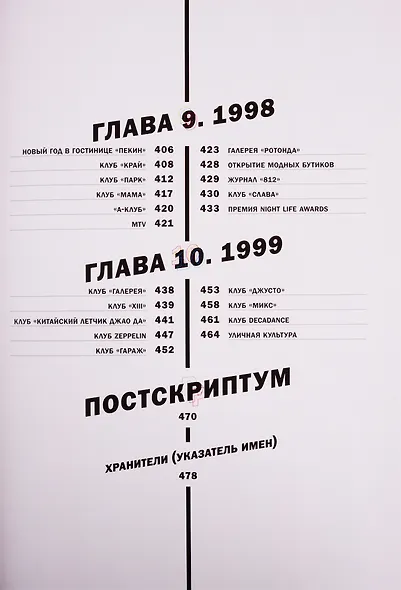 ГЛАВА 9. 1998
НОВЫЙ ГОД В ГОСТИНИЦЕ «ПЕКИН» 406
КЛУБ «КРАЙ» 408
КЛУБ «ПАРК» 412
КЛУБ «МАМА» 417
«А-КЛУБ» 420
MTV 421
423 ГАЛЕРЕЯ «РОТОНДА»
428 ОТКРЫТИЕ МОДНЫХ БУТИКОВ
429 ЖУРНАЛ «812»
430 КЛУБ «СЛАВА»
433 ПРЕМИЯ NIGHT LIFE AWARDS
ГЛАВА 10. 1999
КЛУБ «ГАЛЕРЕЯ» 438
КЛУБ «XIII» 439
КЛУБ «КИТАЙСКИЙ ЛЕТЧИК ДЖАО ДА» 441
КЛУБ ZEPPELIN 447
КЛУБ «ГАРАЖ» 452
453 КЛУБ «ДЖУСТО»
458 КЛУБ «МИКС»
461 КЛУБ DECADANCE
464 УЛИЧНАЯ КУЛЬТУРА
ПОСТСКРИПТУМ
470
ХРАНИТЕЛИ (УКАЗАТЕЛЬ ИМЕН)
478